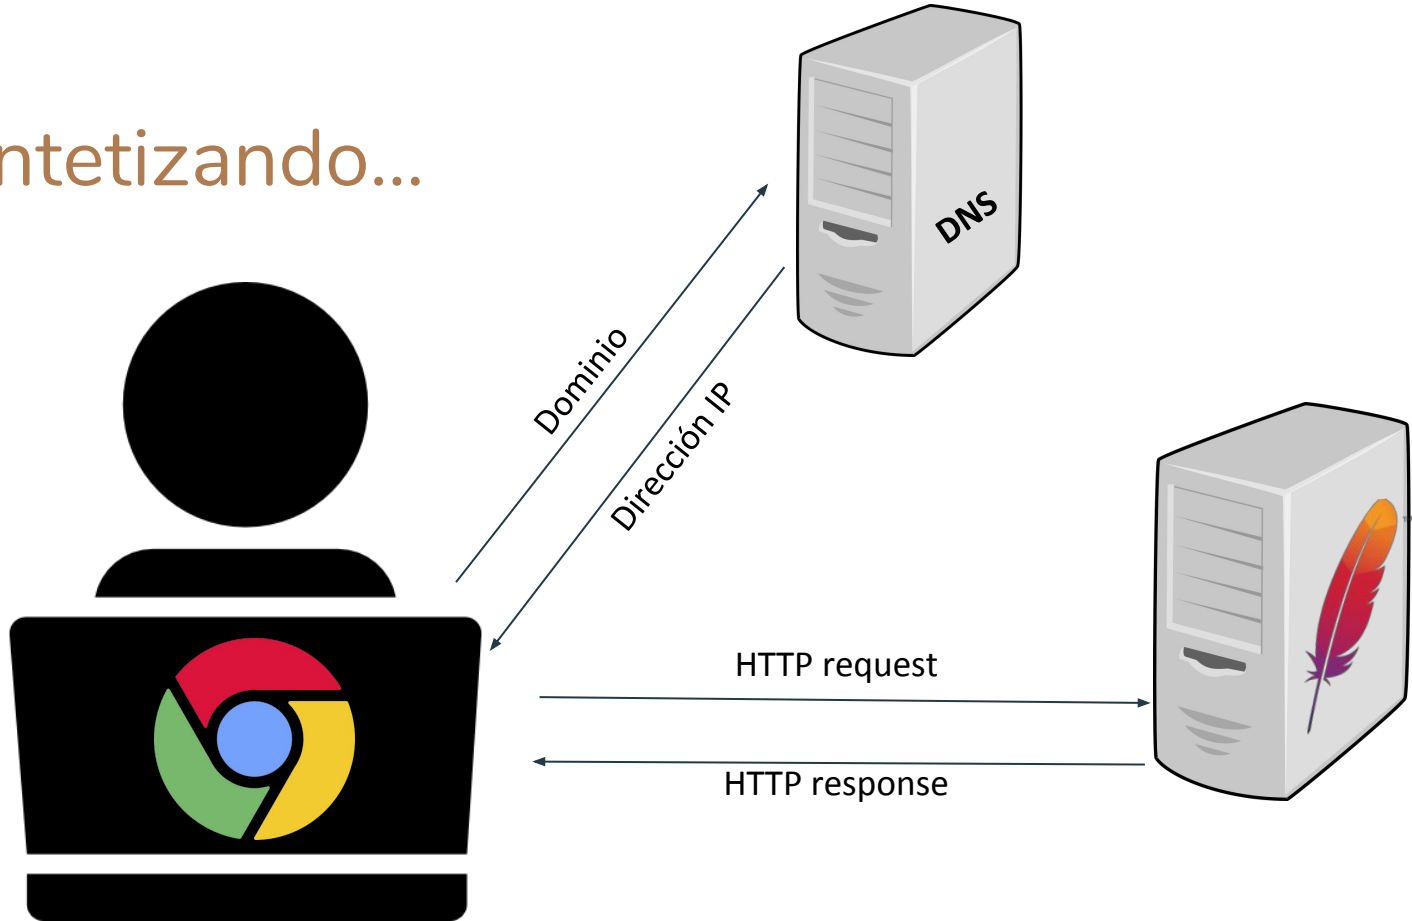 ntetizando...
DNS
Dominio
Dirección IP
HTTP request
HTTP response